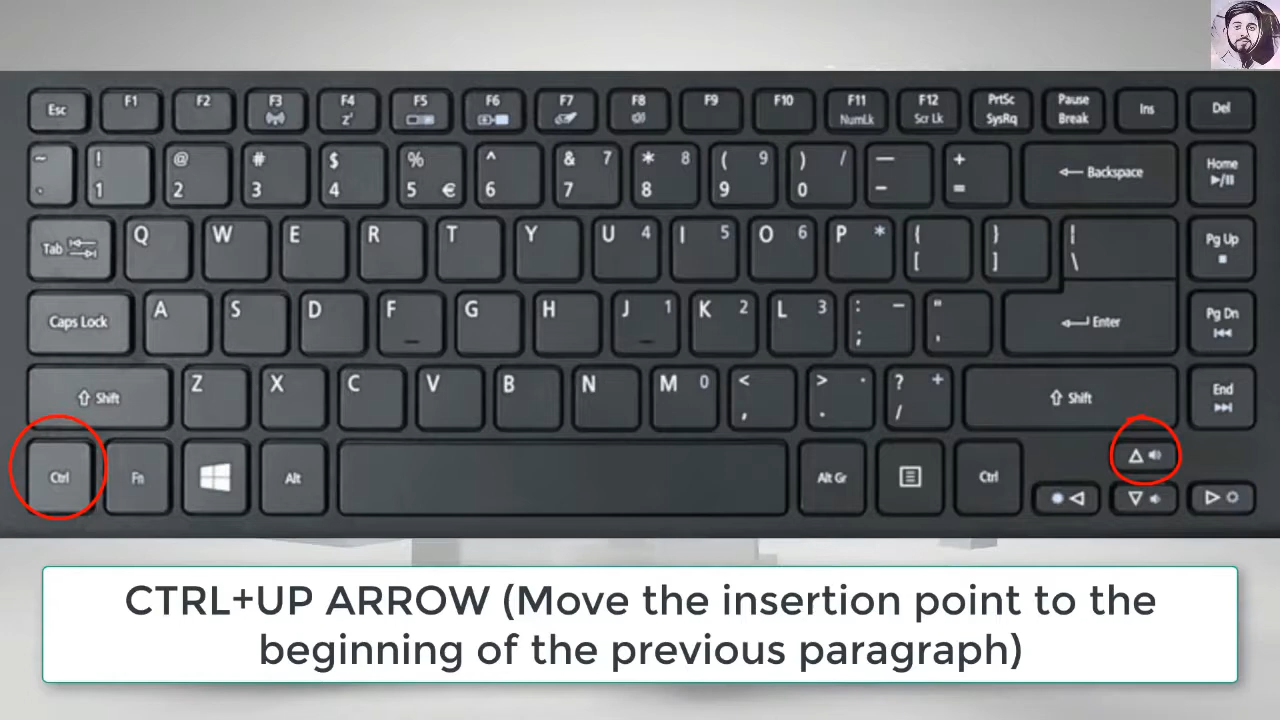 Esc F1 F2 F3 F4 zᶻ F5 F6 F7 F8 F9 F10 F11 NumLk F12 Scr Lk PrtSc SysRq Pause Break Ins Del
~ ! 1 @ 2 # 3 $ 4 % 5 € ^ 6 & 7 7 * 8 8 ( 9 9 ) / 0 — - + = Backspace Home
Tab Q W E R T Y U 4 I 5 O 6 P * { [ } ] | \ Pg Up
Caps Lock A S D F G H J 1 K 2 L 3 : - ; " ' Enter Pg Dn
Shift Z X C V B N M 0 < , > . . ? + / Shift End
Ctrl Fn Alt Alt Gr Ctrl
CTRL+UP ARROW (Move the insertion point to the
beginning of the previous paragraph)